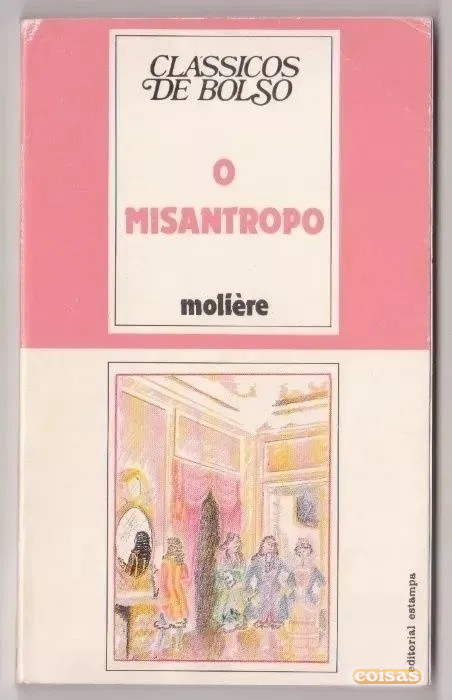 CLASSICOS
DE BOLSO
O
MISANTROPO
molière
editorial estampa
coisas